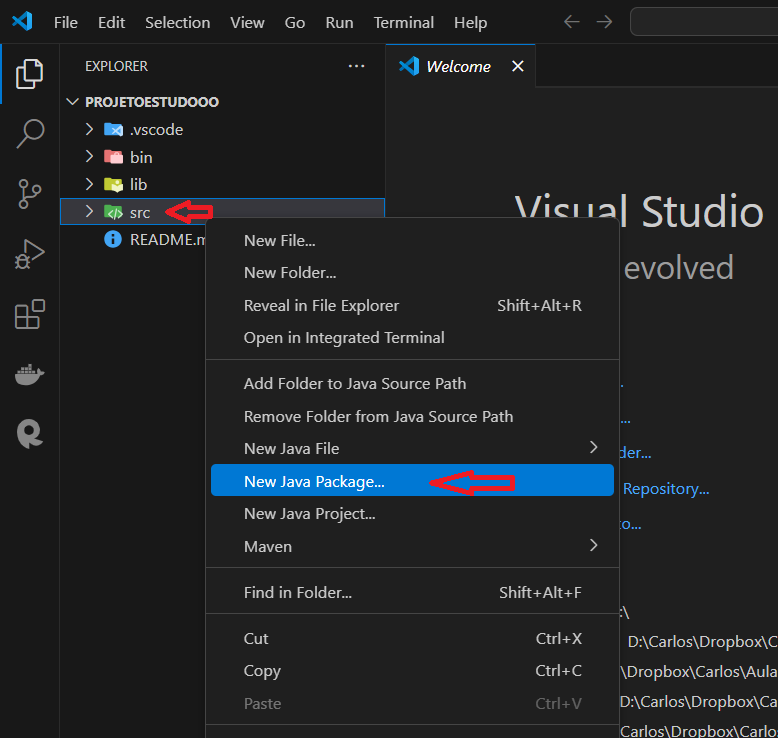 File Edit Selection View Go Run Terminal Help
EXPLORER
Welcome
PROJETOESTUDOOO
.vscode
bin
lib
src
README.m
Visual Studio
evolved
New File...
New Folder...
Reveal in File Explorer Shift+Alt+R
Open in Integrated Terminal
Add Folder to Java Source Path
Remove Folder from Java Source Path
New Java File
der...
New Java Package...
Repository...
New Java Project...
to...
Maven
Find in Folder... Shift+Alt+F
:\
Cut Ctrl+X
D:\Carlos\Dropbox\C
Copy Ctrl+C
\Dropbox\Carlos\Aula
Paste Ctrl+V
D:\Carlos\Dropbox\Ca
Carlos\Dropbox\Carlo